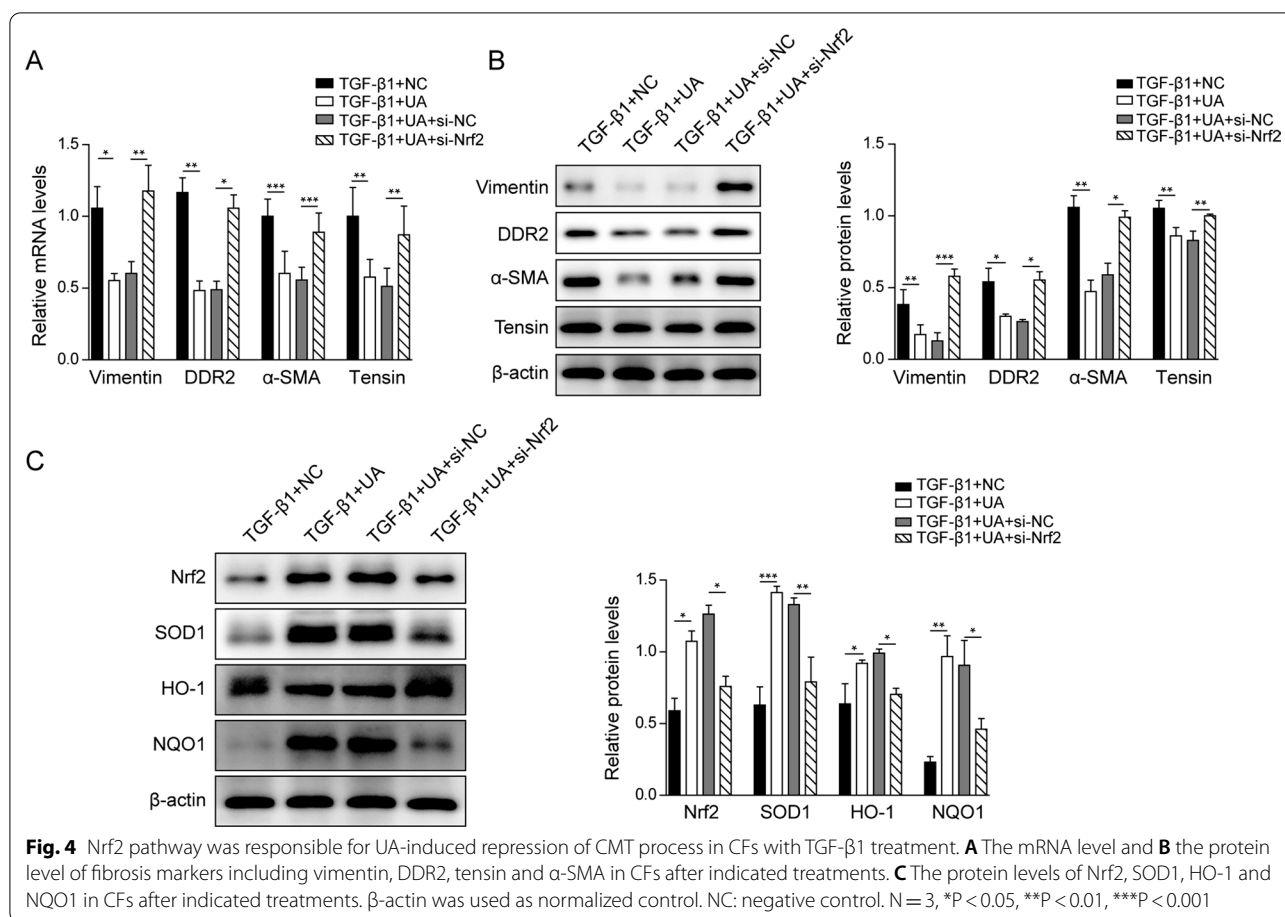 A
TGF-β1+NC
TGF-β1+UA
TGF-β1+UA+si-NC
TGF-β1+UA+si-Nrf2
Relative mRNA levels
1.5
1.0
0.5
0.0
* ** ** * *** *** ** **
Vimentin DDR2 α-SMA Tensin
B
TGF-β1+NC
TGF-β1+UA
TGF-β1+UA+si-NC
TGF-β1+UA+si-Nrf2
Vimentin
DDR2
α-SMA
Tensin
β-actin
TGF-β1+NC
TGF-β1+UA
TGF-β1+UA+si-NC
TGF-β1+UA+si-Nrf2
Relative protein levels
1.5
1.0
0.5
0.0
** *** * * ** * ** **
Vimentin DDR2 α-SMA Tensin
C
TGF-β1+NC
TGF-β1+UA
TGF-β1+UA+si-NC
TGF-β1+UA+si-Nrf2
Nrf2
SOD1
HO-1
NQO1
β-actin
TGF-β1+NC
TGF-β1+UA
TGF-β1+UA+si-NC
TGF-β1+UA+si-Nrf2
Relative protein levels
1.5
1.0
0.5
0.0
* * *** ** * * ** *
Nrf2 SOD1 HO-1 NQO1
Fig. 4 Nrf2 pathway was responsible for UA-induced repression of CMT process in CFs with TGF-β1 treatment. A The mRNA level and B the protein
level of fibrosis markers including vimentin, DDR2, tensin and α-SMA in CFs after indicated treatments. C The protein levels of Nrf2, SOD1, HO-1 and
NQO1 in CFs after indicated treatments. β-actin was used as normalized control. NC: negative control. N = 3, *P < 0.05, **P < 0.01, ***P < 0.001